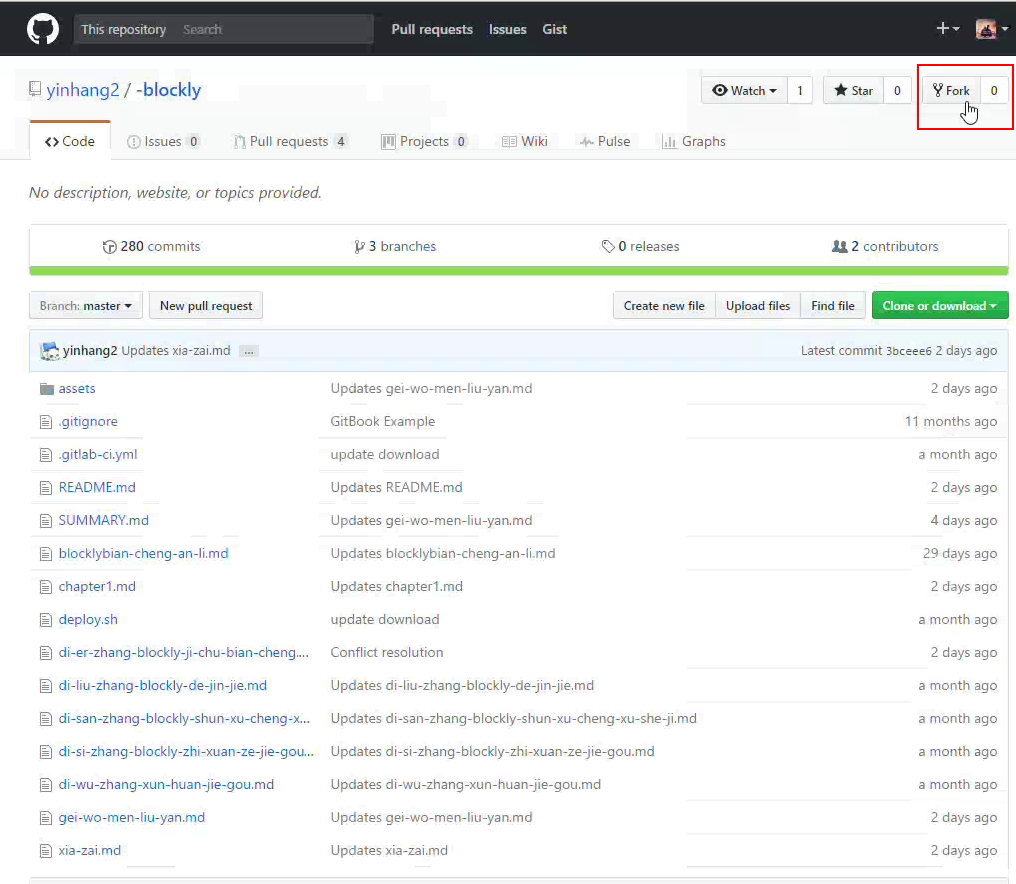 This repository Search Pull requests Issues Gist
yinhang2 / -blockly Watch 1 Star 0 Fork 0
Code Issues 0 Pull requests 4 Projects 0 Wiki Pulse Graphs
No description, website, or topics provided.
280 commits 3 branches 0 releases 2 contributors
Branch: master New pull request Create new file Upload files Find file Clone or download
yinhang2 Updates xia-zai.md ... Latest commit 3bceee6 2 days ago
assets Updates gei-wo-men-liu-yan.md 2 days ago
.gitignore GitBook Example 11 months ago
.gitlab-ci.yml update download a month ago
README.md Updates README.md 2 days ago
SUMMARY.md Updates gei-wo-men-liu-yan.md 4 days ago
blocklybian-cheng-an-li.md Updates blocklybian-cheng-an-li.md 29 days ago
chapter1.md Updates chapter1.md 2 days ago
deploy.sh update download a month ago
di-er-zhang-blockly-ji-chu-bian-cheng.... Conflict resolution 2 days ago
di-liu-zhang-blockly-de-jin-jie.md Updates di-liu-zhang-blockly-de-jin-jie.md a month ago
di-san-zhang-blockly-shun-xu-cheng-x... Updates di-san-zhang-blockly-shun-xu-cheng-xu-she-ji.md a month ago
di-si-zhang-blockly-zhi-xuan-ze-jie-gou... Updates di-si-zhang-blockly-zhi-xuan-ze-jie-gou.md a month ago
di-wu-zhang-xun-huan-jie-gou.md Updates di-wu-zhang-xun-huan-jie-gou.md a month ago
gei-wo-men-liu-yan.md Updates gei-wo-men-liu-yan.md 2 days ago
xia-zai.md Updates xia-zai.md 2 days ago